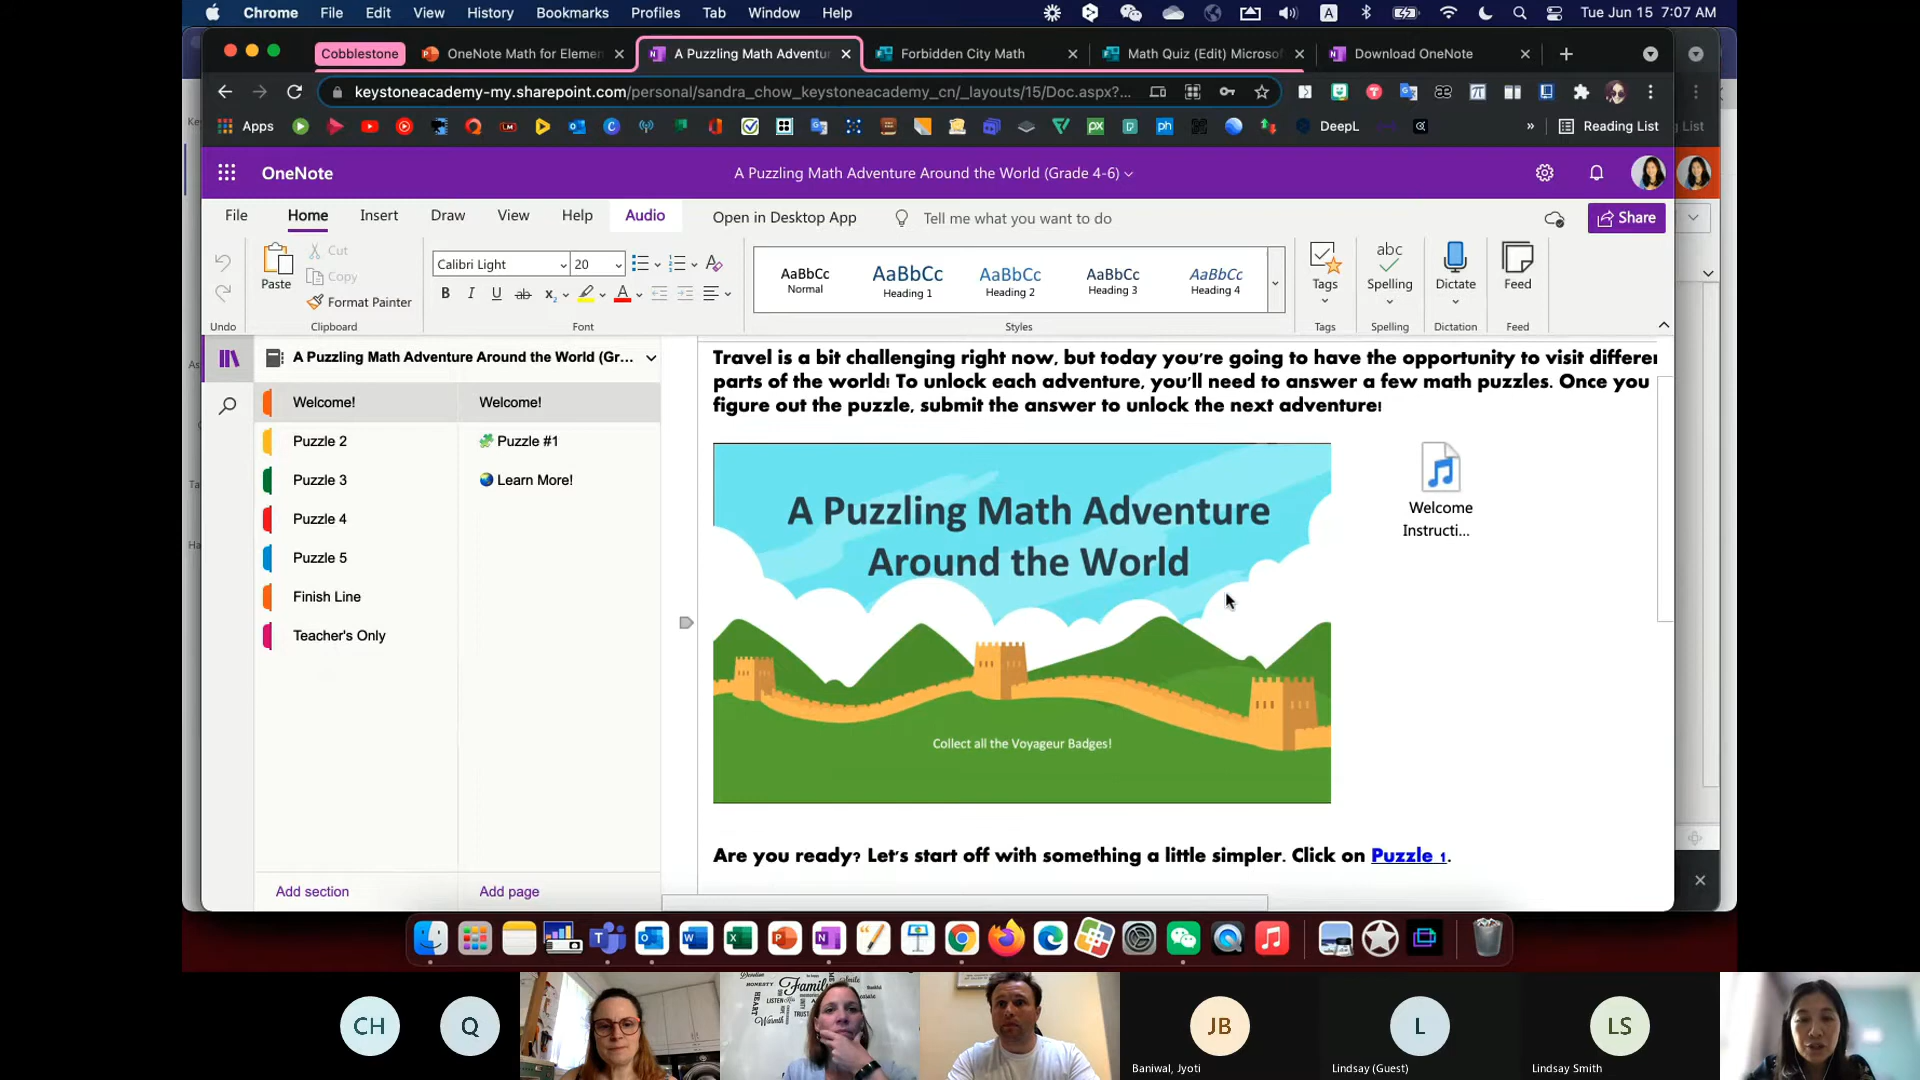 Chrome File Edit View History Bookmarks Profiles Tab Window Help A Tue Jun 15 7:07 AM
Cobblestone OneNote Math for Elemen A Puzzling Math Adventur Forbidden City Math Math Quiz (Edit) Microsof Download OneNote
keystoneacademy-my.sharepoint.com/personal/sandra_chow_keystoneacademy_cn/_layouts/15/Doc.aspx?...
Apps DeepL » Reading List
OneNote A Puzzling Math Adventure Around the World (Grade 4-6)
File Home Insert Draw View Help Audio Open in Desktop App Tell me what you want to do Share
Paste Cut Copy Format Painter
Calibri Light 20
B I U ab
AaBbCc AaBbCc AaBbCc AaBbCc AaBbCc
Normal Heading 1 Heading 2 Heading 3 Heading 4
Tags abc Spelling Dictate Feed
Undo Clipboard Font Styles Tags Spelling Dictation Feed
A Puzzling Math Adventure Around the World (Gr...
Welcome!
Puzzle 2
Puzzle 3
Puzzle 4
Puzzle 5
Finish Line
Teacher's Only
Add section
Welcome!
Puzzle #1
Learn More!
Add page
Travel is a bit challenging right now, but today you're going to have the opportunity to visit differen
parts of the world! To unlock each adventure, you'll need to answer a few math puzzles. Once you
figure out the puzzle, submit the answer to unlock the next adventure!
A Puzzling Math Adventure
Around the World
Collect all the Voyageur Badges!
Welcome
Instructi...
Are you ready? Let's start off with something a little simpler. Click on Puzzle 1.
CH
Q
Family
HONESTY
HEART
LISTEN
TRUST
Warmth
JB
Baniwal, Jyoti
L
Lindsay (Guest)
LS
Lindsay Smith